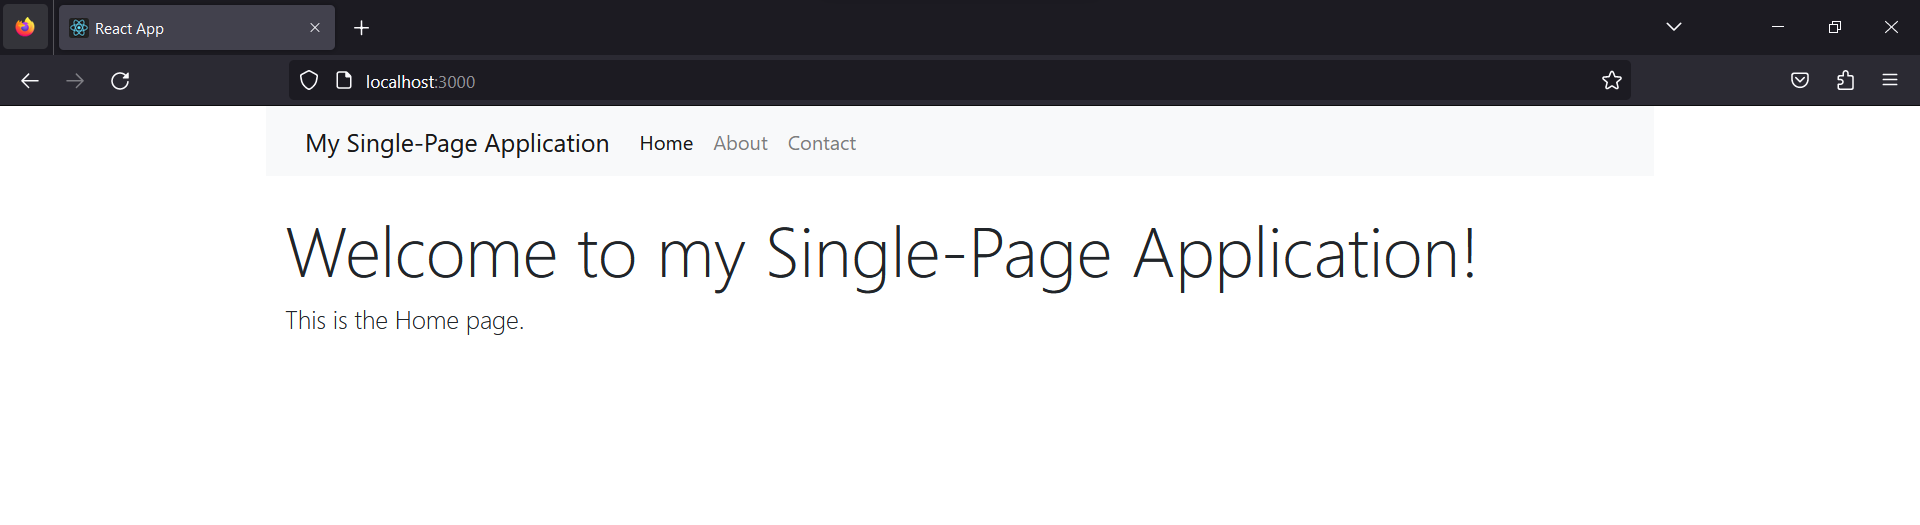 React App
localhost:3000
My Single-Page Application Home About Contact
Welcome to my Single-Page Application!
This is the Home page.